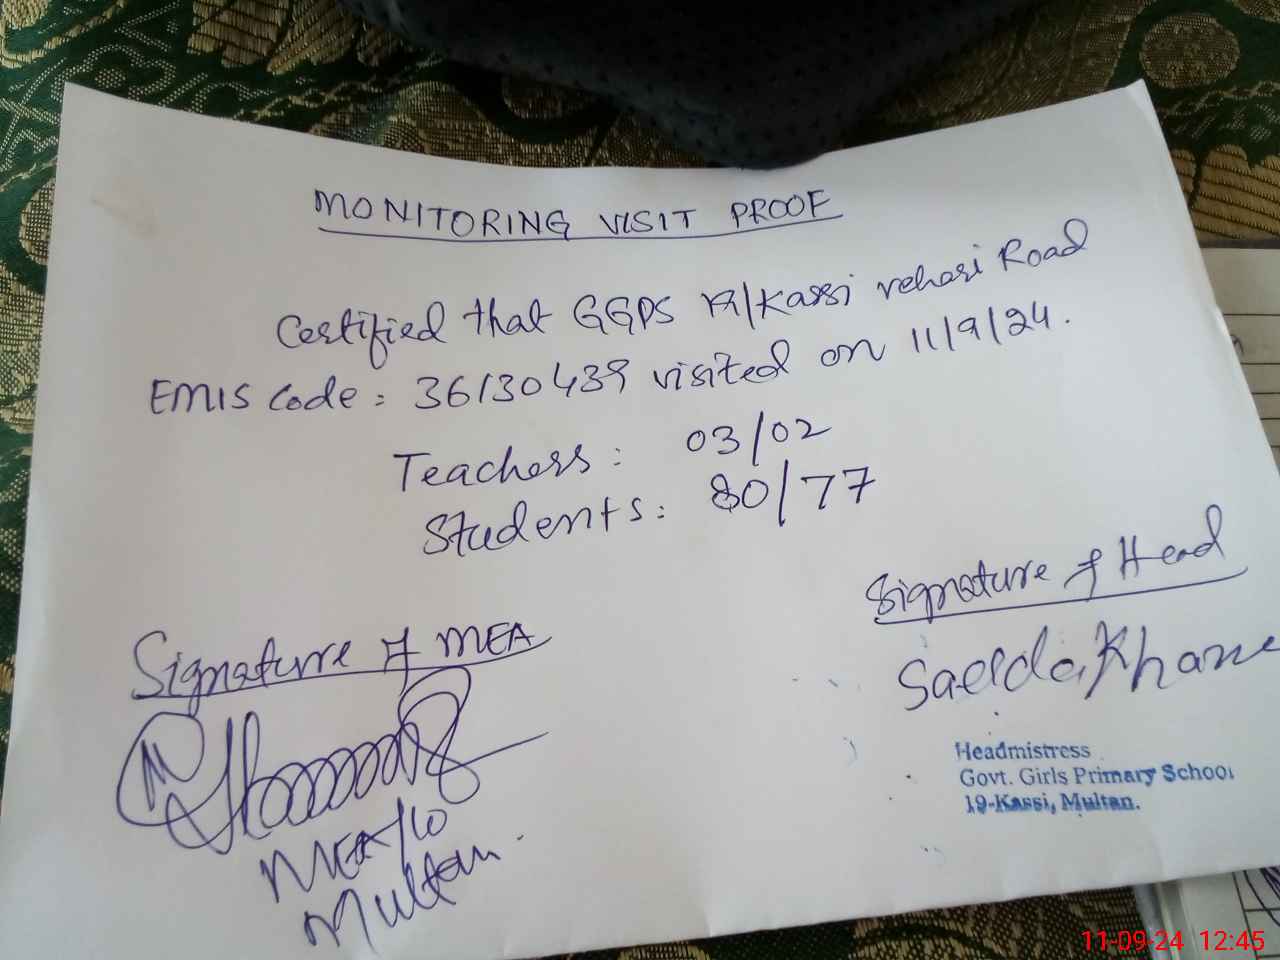 MONITORING VISIT PROOF
Certified that GGPS 19/Kassi vehari Road
EMIS Code: 36130439 visited on 11/9/24.
Teachers: 03/02
Students: 80/77
Signature of Head
Saeeda Khan
Headmistress
Govt. Girls Primary School
19-Kassi, Multan.
Signature of MEA
MEA/10
Multan.
11-09-24 12:45